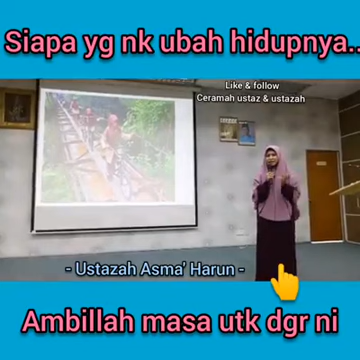 Siapa yg nk ubah hidupnya..
Like & follow
Ceramah ustaz & ustazah
- Ustazah Asma' Harun -
Ambillah masa utk dgr ni